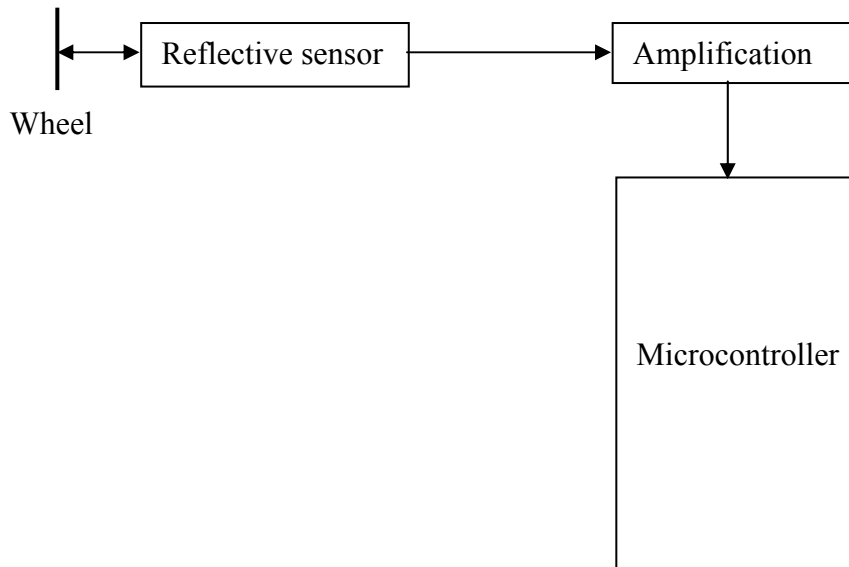 Reflective sensor
Amplification
Wheel
Microcontroller